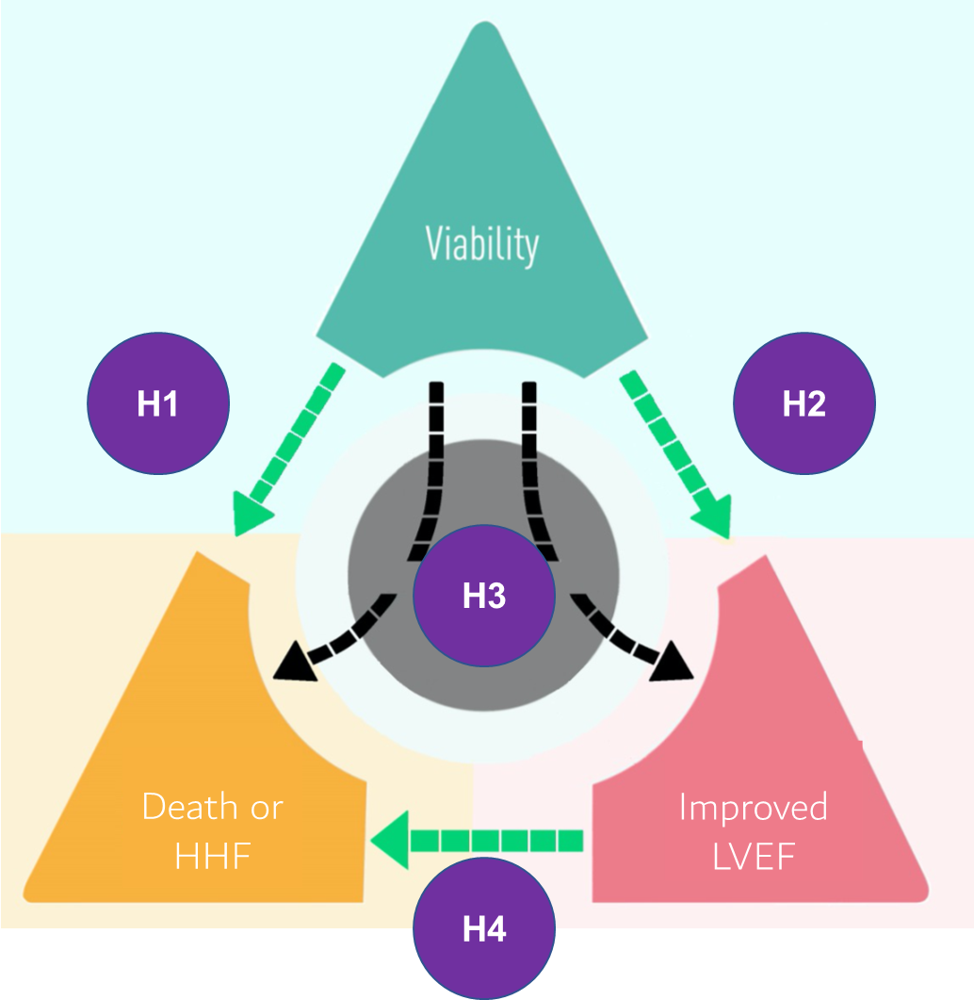 Viability
H1
H2
H3
Death or
HHF
Improved
LVEF
H4